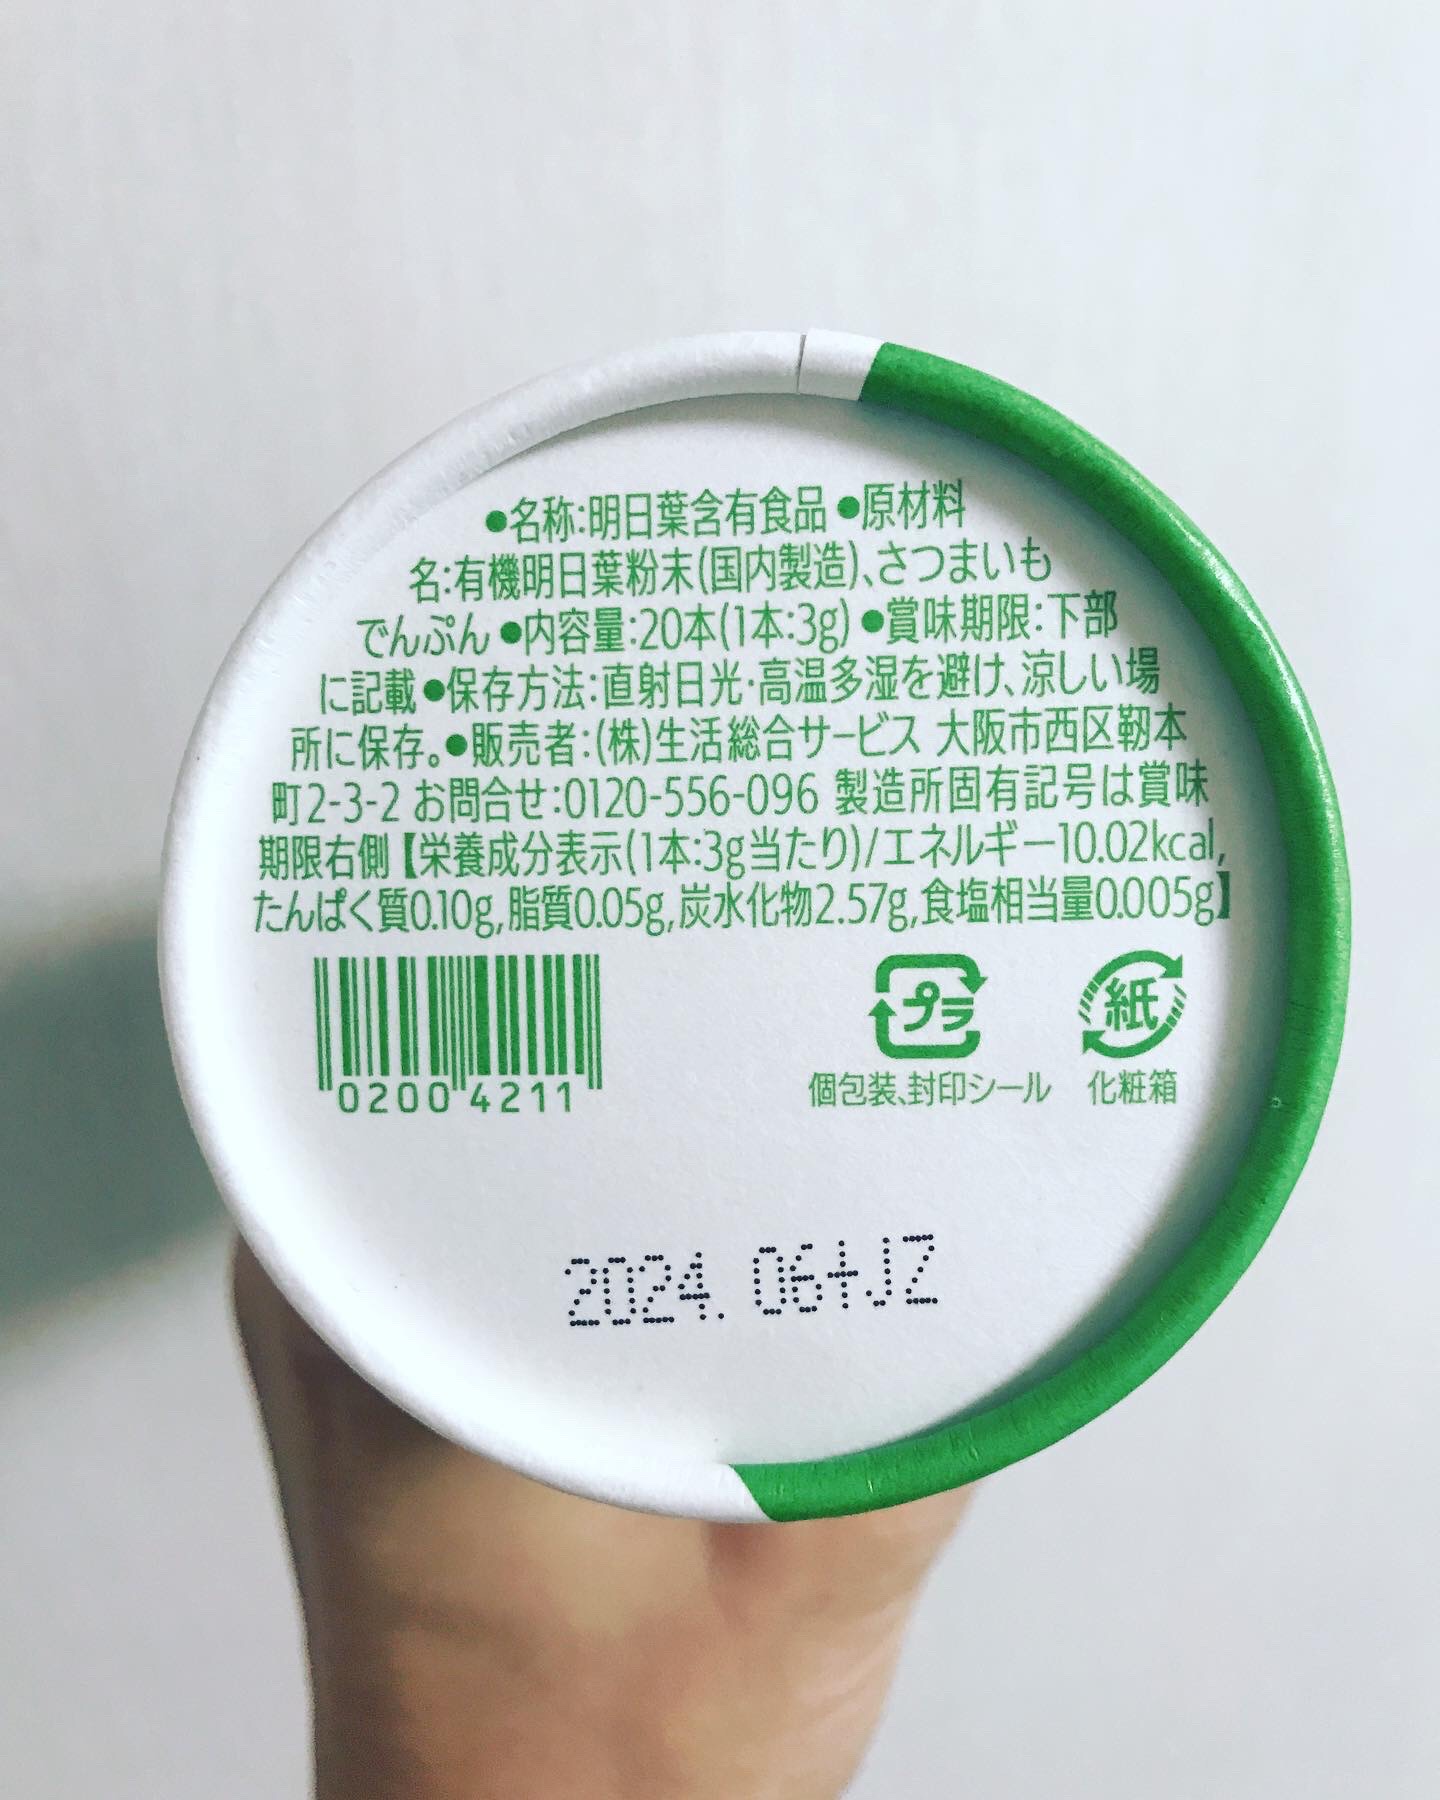 ●名称:明日葉含有食品 ●原材料
名:有機明日葉粉末(国内製造)、さつまいも
でんぷん ●内容量:20本(1本:3g) ●賞味期限:下部
に記載 ●保存方法:直射日光・高温多湿を避け、涼しい場
所に保存。●販売者:(株)生活総合サービス 大阪市西区靭本
町2-3-2 お問合せ:0120-556-096 製造所固有記号は賞味
期限右側【栄養成分表示(1本:3g当たり)/エネルギー10.02kcal,
たんぱく質0.10g,脂質0.05g,炭水化物2.57g,食塩相当量0.005g】
プラ 紙
個包装、封印シール 化粧箱
0200 4211
2024. 06+JZ